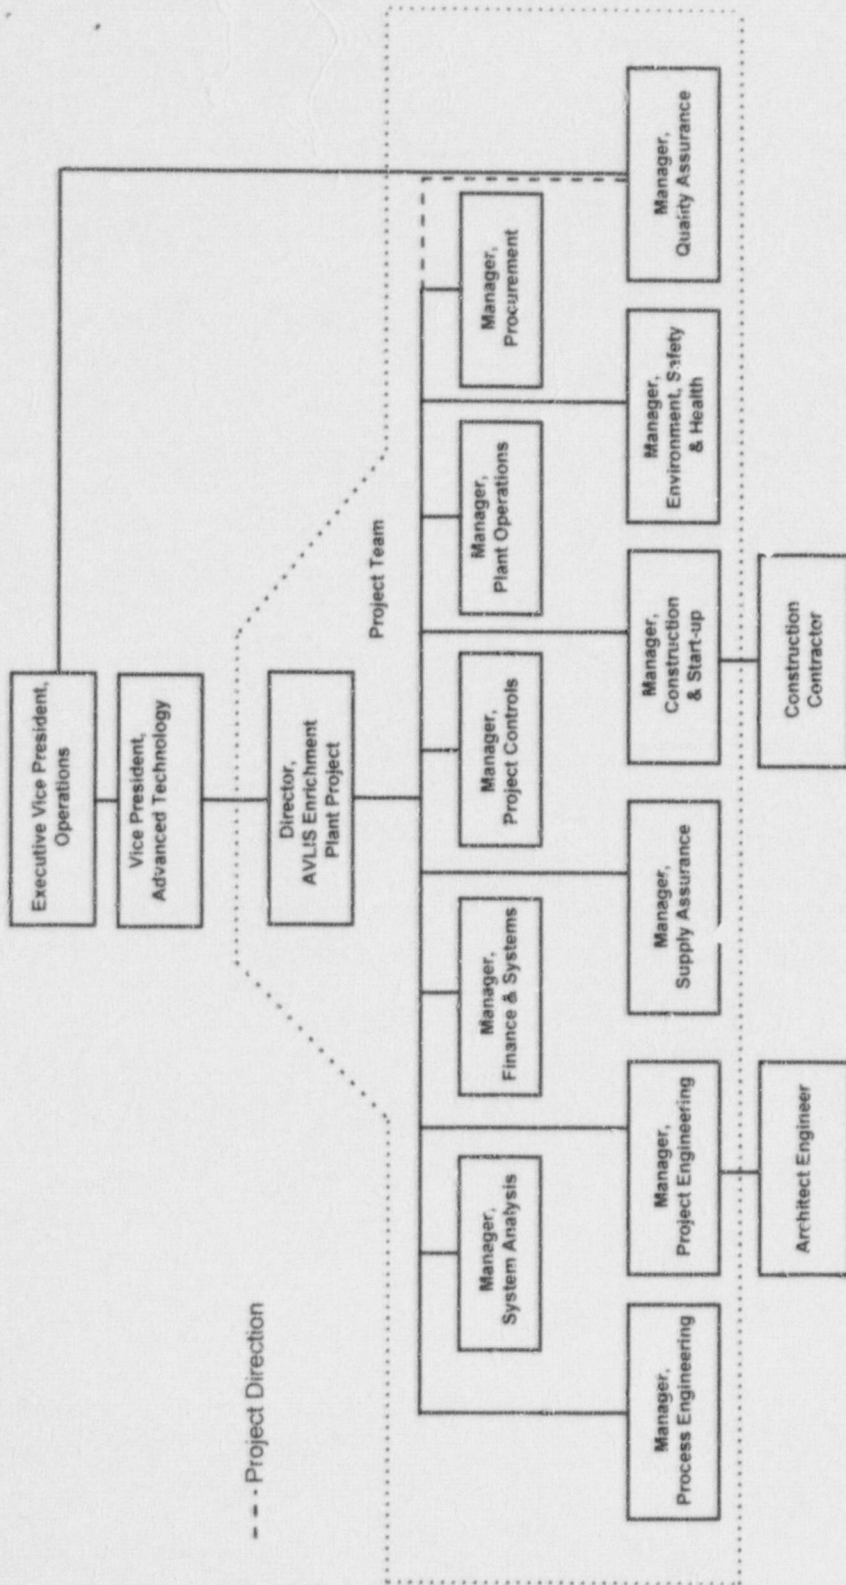 Executive Vice President,
Operations
Vice President,
Advanced Technology
Director,
AVLIS Enrichment
Plant Project
Project Team
- - - Project Direction
Manager,
System Analysis
Manager,
Finance & Systems
Manager,
Project Controls
Manager,
Plant Operations
Manager,
Procurement
Manager,
Process Engineering
Manager,
Project Engineering
Manager,
Supply Assurance
Manager,
Construction
& Start-up
Manager,
Environment, Safety
& Health
Manager,
Quality Assurance
Architect Engineer
Construction
Contractor